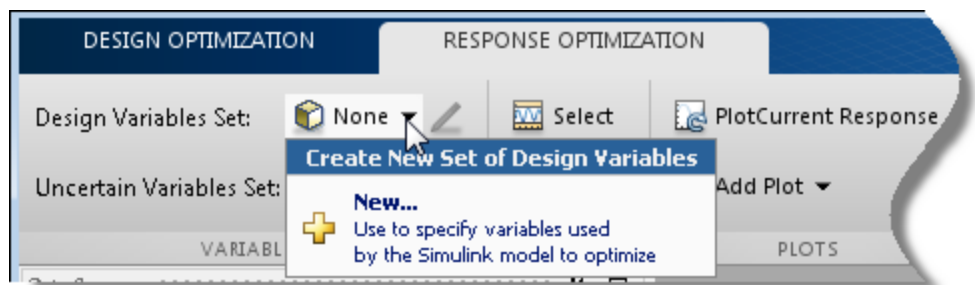 DESIGN OPTIMIZATION RESPONSE OPTIMIZATION
Design Variables Set: None Select PlotCurrent Response
Create New Set of Design Variables
Uncertain Variables Set: Add Plot
New...
Use to specify variables used
by the Simulink model to optimize
VARIABL PLOTS